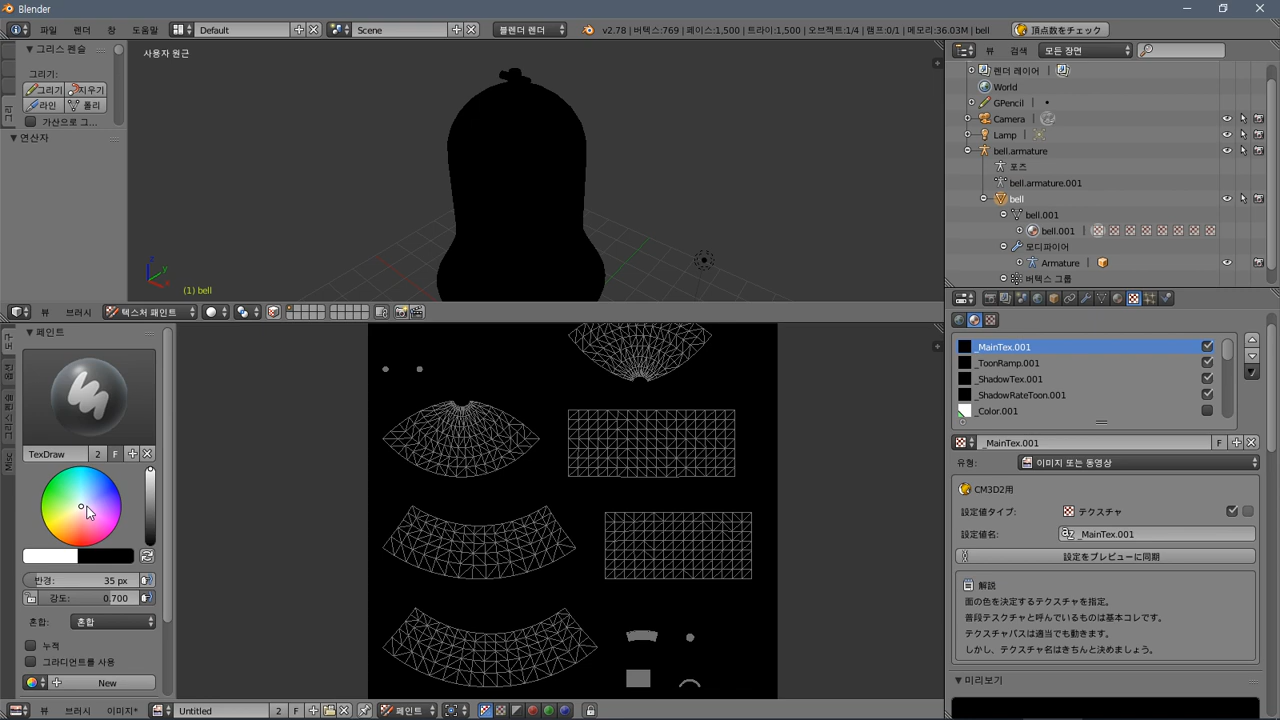 Blender
파일 렌더 창 도움말 Default Scene 블렌더 렌더 v2.78 | 버텍스:769 | 페이스:1,500 | 트라이:1,500 | 오브젝트:1/4 | 램프:0/1 | 메모리:36.03M | bell 頂点数をチェック
그리스 펜슬
그리기:
그리기 지우기
라인 폴리
가산으로 그...
연산자
사용자 원근
(1) bell
z
y
x
뷰 브러시 텍스처 페인트
뷰 검색 모든 장면
렌더 레이어
World
GPencil
Camera
Lamp
bell.armature
포즈
bell.armature.001
bell
bell.001
bell.001
모디파이어
Armature
버텍스 그룹
_MainTex.001
_ToonRamp.001
_ShadowTex.001
_ShadowRateToon.001
_Color.001
_MainTex.001 F
유형: 이미지 또는 동영상
CM3D2用
設定値タイプ: テクスチャ
設定値名: _MainTex.001
設定をプレビューに同期
解説
面の色を決定するテクスチャを指定。
普段テスクチャと呼んでいるものは基本コレです。
テクスチャパスは適当でも動きます。
しかし、テクスチャ名はきちんと決めましょう。
미리보기
도구
옵션
그리스 펜슬
Misc
페인트
TexDraw 2 F
반경: 35 px
강도: 0.700
혼합: 혼합
누적
그라디언트를 사용
New
뷰 브러시 이미지* Untitled 2 F 페인트